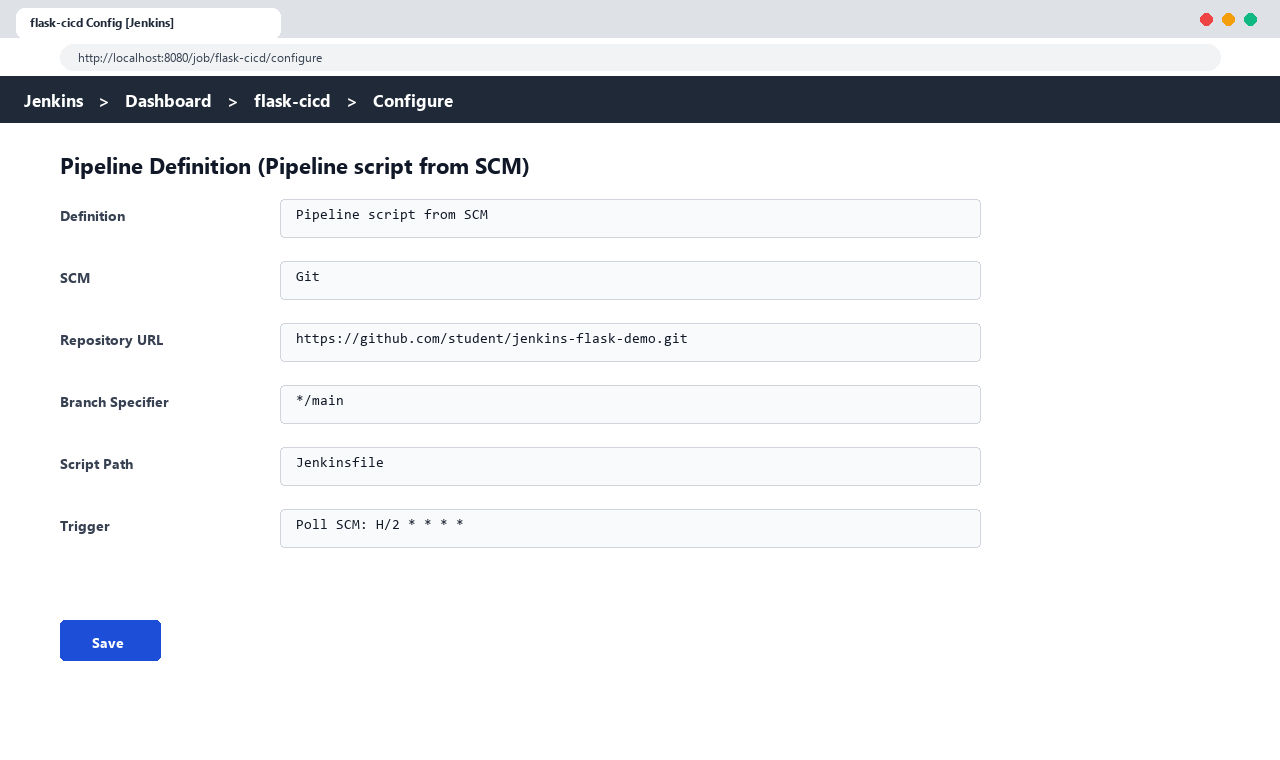 flask-cicd Config [Jenkins]
http://localhost:8080/job/flask-cicd/configure
Jenkins > Dashboard > flask-cicd > Configure
Pipeline Definition (Pipeline script from SCM)
Definition Pipeline script from SCM
SCM Git
Repository URL https://github.com/student/jenkins-flask-demo.git
Branch Specifier */main
Script Path Jenkinsfile
Trigger Poll SCM: H/2 * * * *
Save